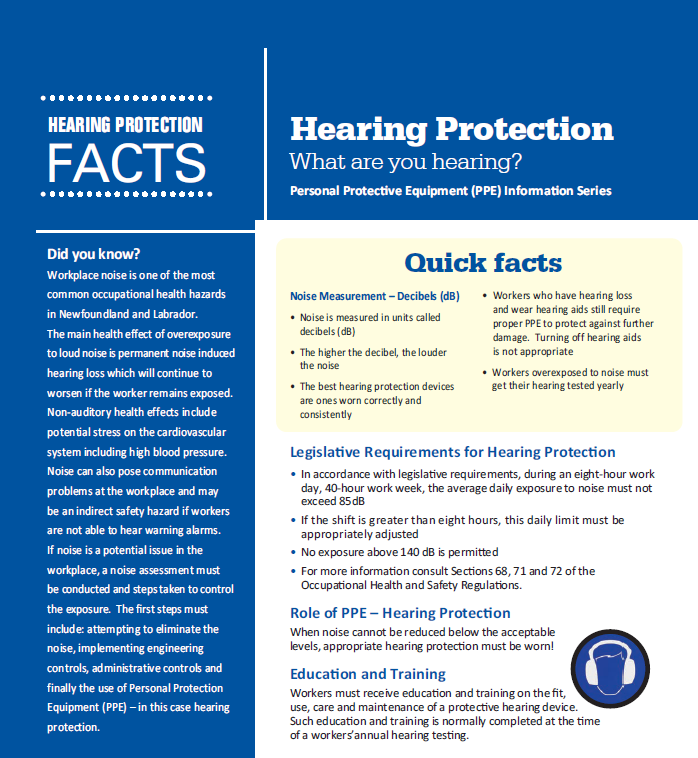 HEARING PROTECTION
FACTS
Hearing Protection
What are you hearing?
Personal Protective Equipment (PPE) Information Series
Did you know?
Workplace noise is one of the most
common occupational health hazards
in Newfoundland and Labrador.
The main health effect of overexposure
to loud noise is permanent noise induced
hearing loss which will continue to
worsen if the worker remains exposed.
Non-auditory health effects include
potential stress on the cardiovascular
system including high blood pressure.
Noise can also pose communication
problems at the workplace and may
be an indirect safety hazard if workers
are not able to hear warning alarms.
If noise is a potential issue in the
workplace, a noise assessment must
be conducted and steps taken to control
the exposure.  The first steps must
include: attempting to eliminate the
noise, implementing engineering
controls, administrative controls and
finally the use of Personal Protection
Equipment (PPE) – in this case hearing
protection.
Quick facts
Noise Measurement – Decibels (dB)
• Noise is measured in units called
decibels (dB)
• The higher the decibel, the louder
the noise
• The best hearing protection devices
are ones worn correctly and
consistently
• Workers who have hearing loss
and wear hearing aids still require
proper PPE to protect against further
damage.  Turning off hearing aids
is not appropriate
• Workers overexposed to noise must
get their hearing tested yearly
Legislative Requirements for Hearing Protection
• In accordance with legislative requirements, during an eight-hour work
day, 40-hour work week, the average daily exposure to noise must not
exceed 85dB
• If the shift is greater than eight hours, this daily limit must be
appropriately adjusted
• No exposure above 140 dB is permitted
• For more information consult Sections 68, 71 and 72 of the
Occupational Health and Safety Regulations.
Role of PPE – Hearing Protection
When noise cannot be reduced below the acceptable
levels, appropriate hearing protection must be worn!
Education and Training
Workers must receive education and training on the fit,
use, care and maintenance of a protective hearing device.
Such education and training is normally completed at the time
of a workers'annual hearing testing.